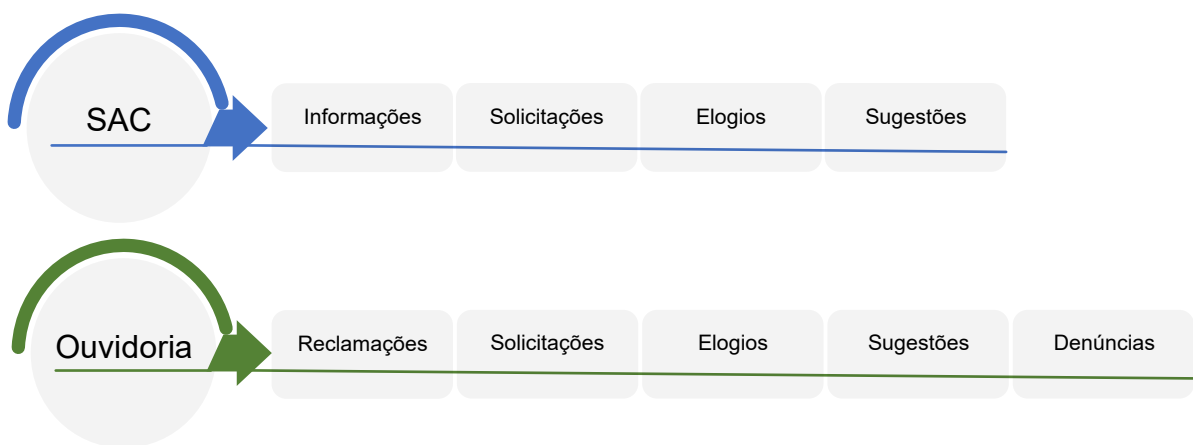 SAC
Informações
Solicitações
Elogios
Sugestões
Ouvidoria
Reclamações
Solicitações
Elogios
Sugestões
Denúncias